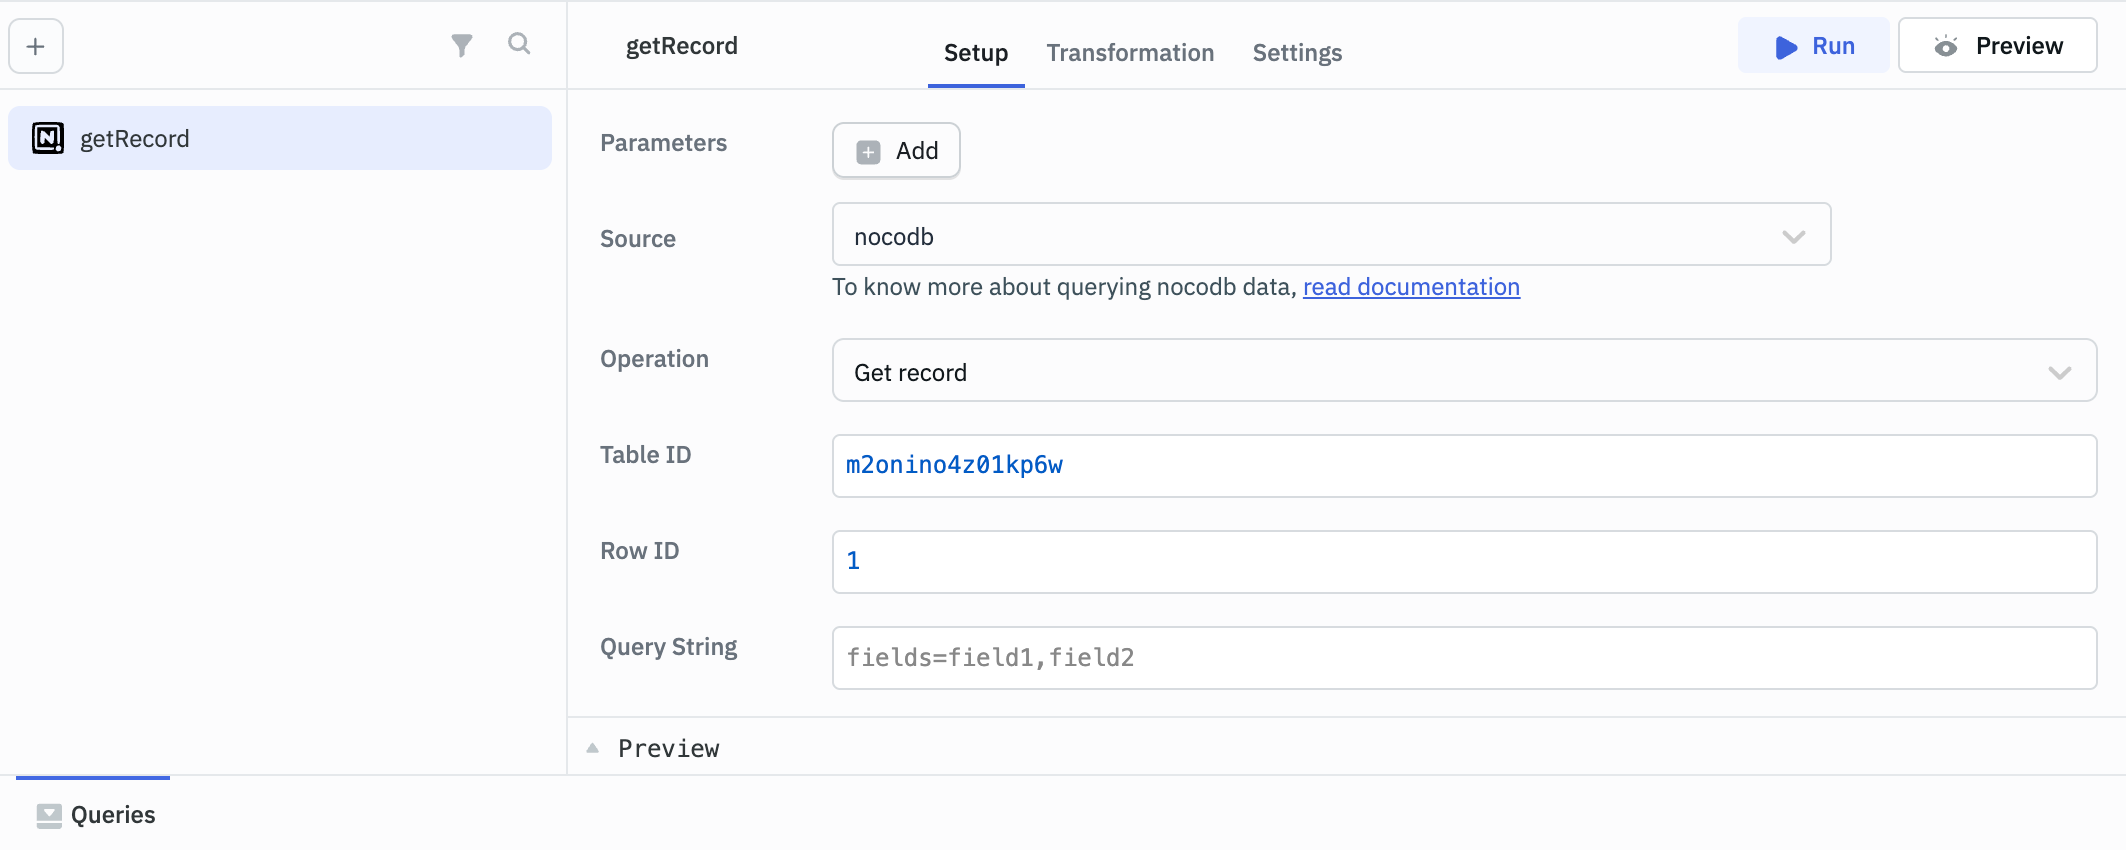 getRecord
getRecord
Setup
Transformation
Settings
Run
Preview
Parameters
Add
Source
nocodb
To know more about querying nocodb data, read documentation
Operation
Get record
Table ID
m2onino4z01kp6w
Row ID
1
Query String
fields=field1,field2
Preview
Queries